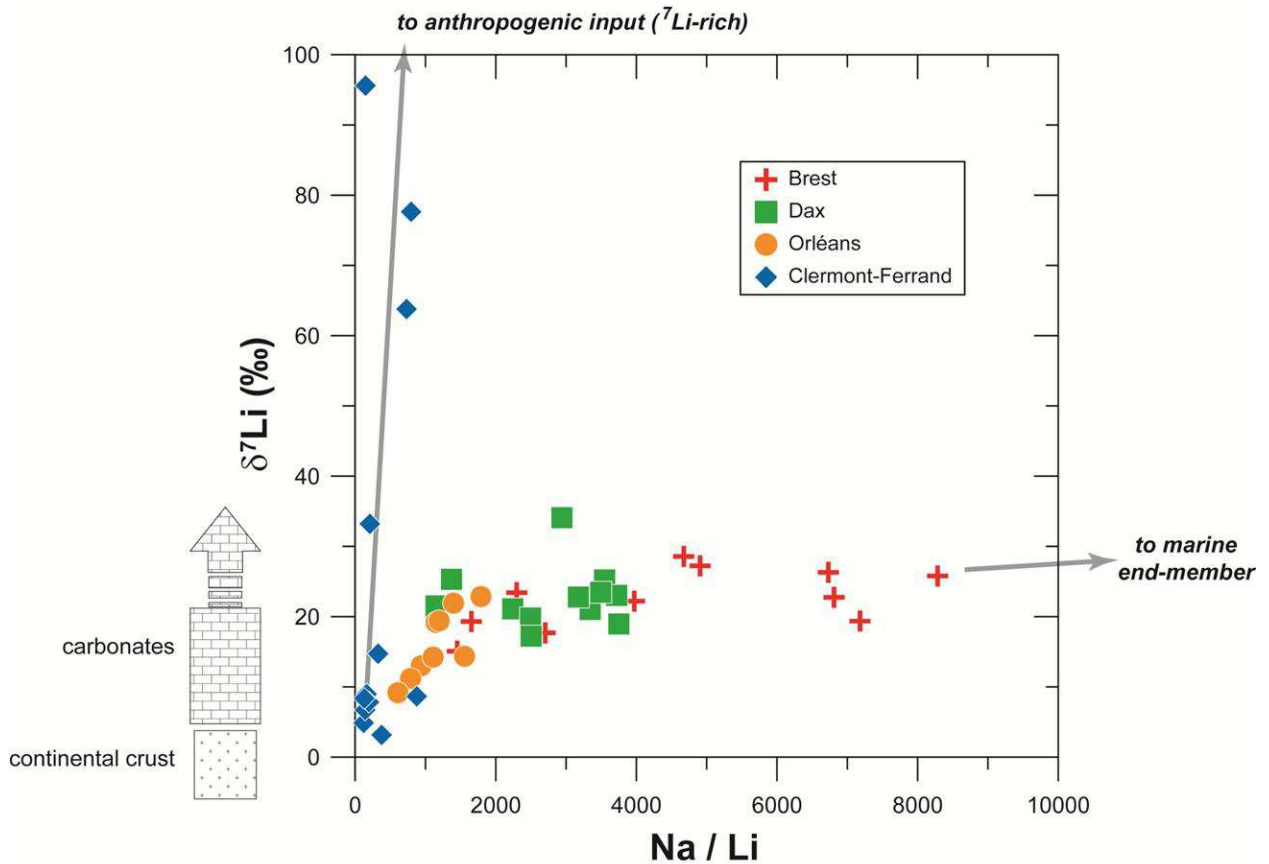 to anthropogenic input (⁷Li-rich)
100
80
60
40
20
0
δ⁷Li (‰)
Brest
Dax
Orléans
Clermont-Ferrand
to marine
end-member
carbonates
continental crust
0 2000 4000 6000 8000 10000
Na / Li